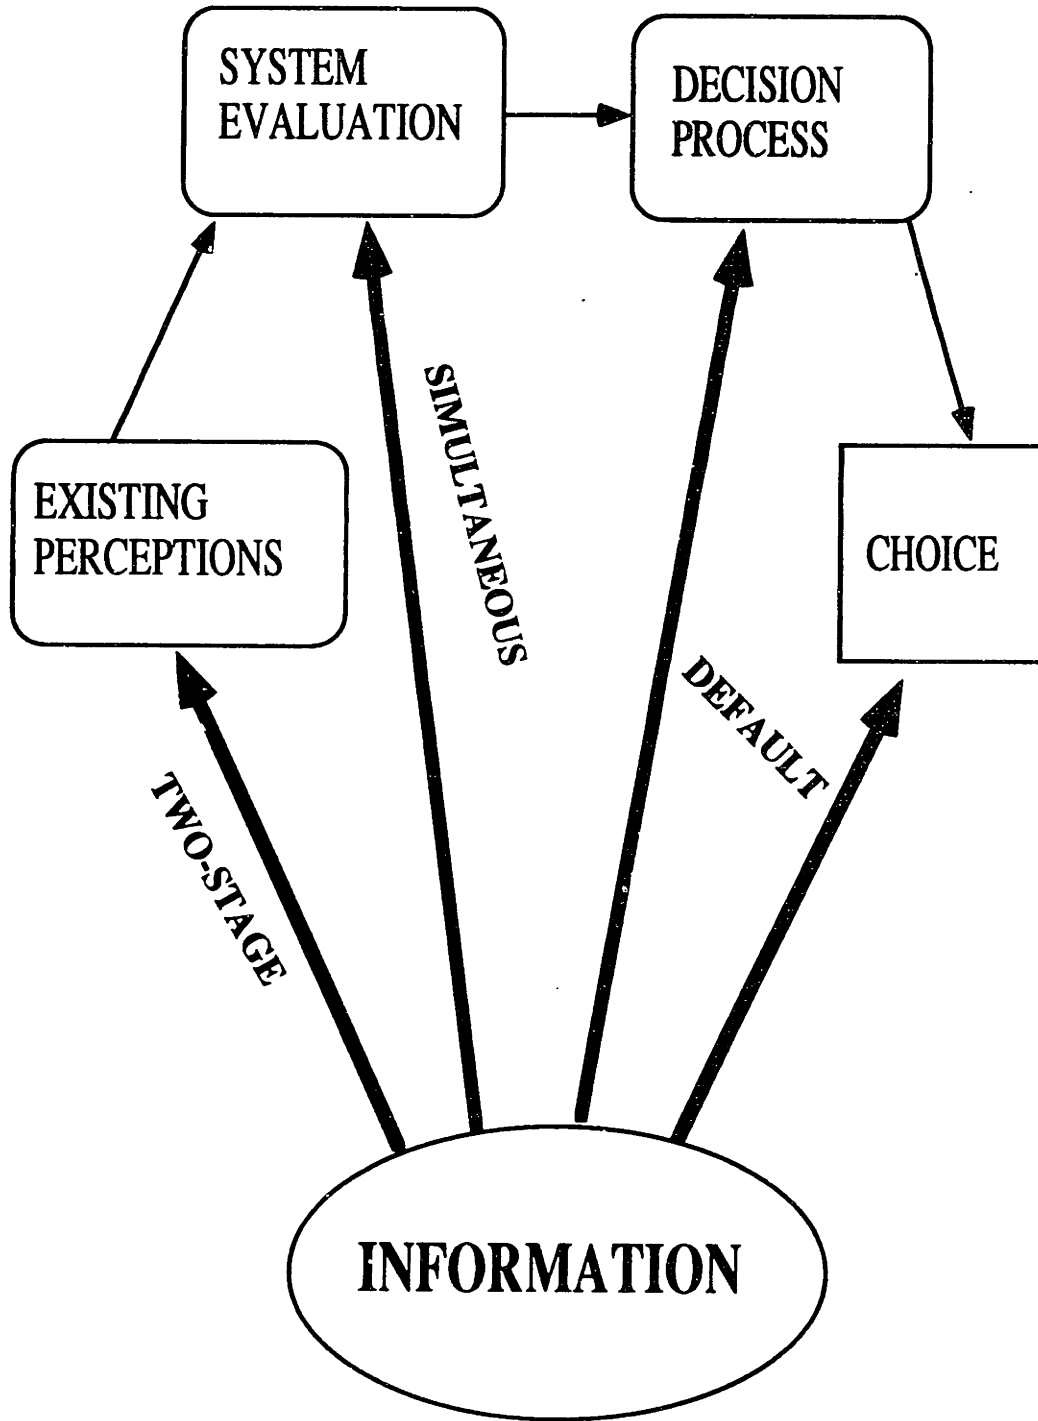 SYSTEM
EVALUATION
DECISION
PROCESS
EXISTING
PERCEPTIONS
SIMULTANEOUS
CHOICE
DEFAULT
TWO-STAGE
INFORMATION